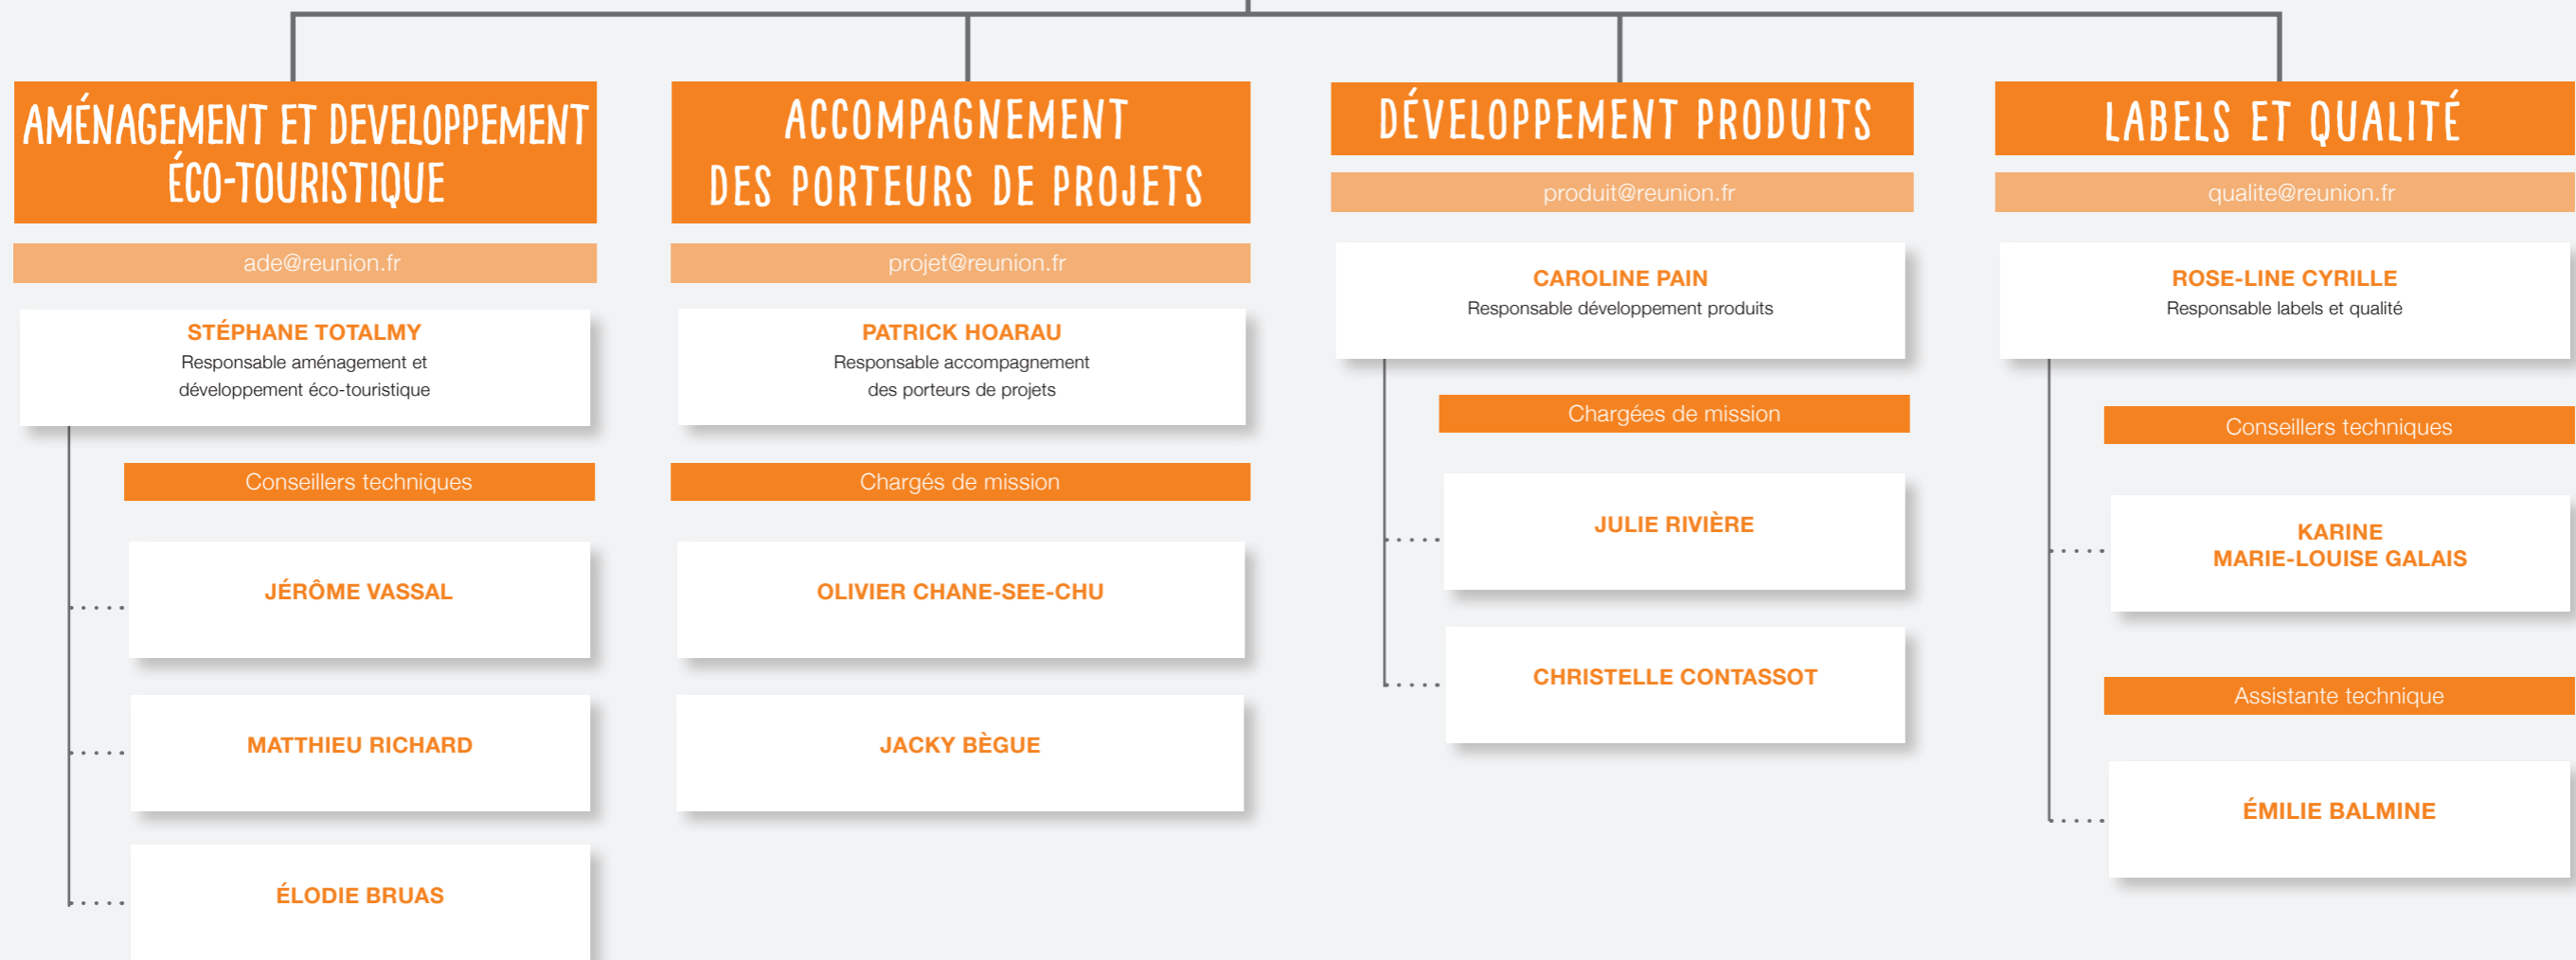 AMÉNAGEMENT ET DEVELOPPEMENT
ÉCO-TOURISTIQUE
ade@reunion.fr
STÉPHANE TOTALMY
Responsable aménagement et
développement éco-touristique
Conseillers techniques
JÉRÔME VASSAL
MATTHIEU RICHARD
ÉLODIE BRUAS
ACCOMPAGNEMENT
DES PORTEURS DE PROJETS
projet@reunion.fr
PATRICK HOARAU
Responsable accompagnement
des porteurs de projets
Chargés de mission
OLIVIER CHANE-SEE-CHU
JACKY BÈGUE
DÉVELOPPEMENT PRODUITS
produit@reunion.fr
CAROLINE PAIN
Responsable développement produits
Chargées de mission
JULIE RIVIÈRE
CHRISTELLE CONTASSOT
LABELS ET QUALITÉ
qualite@reunion.fr
ROSE-LINE CYRILLE
Responsable labels et qualité
Conseillers techniques
KARINE
MARIE-LOUISE GALAIS
Assistante technique
ÉMILIE BALMINE